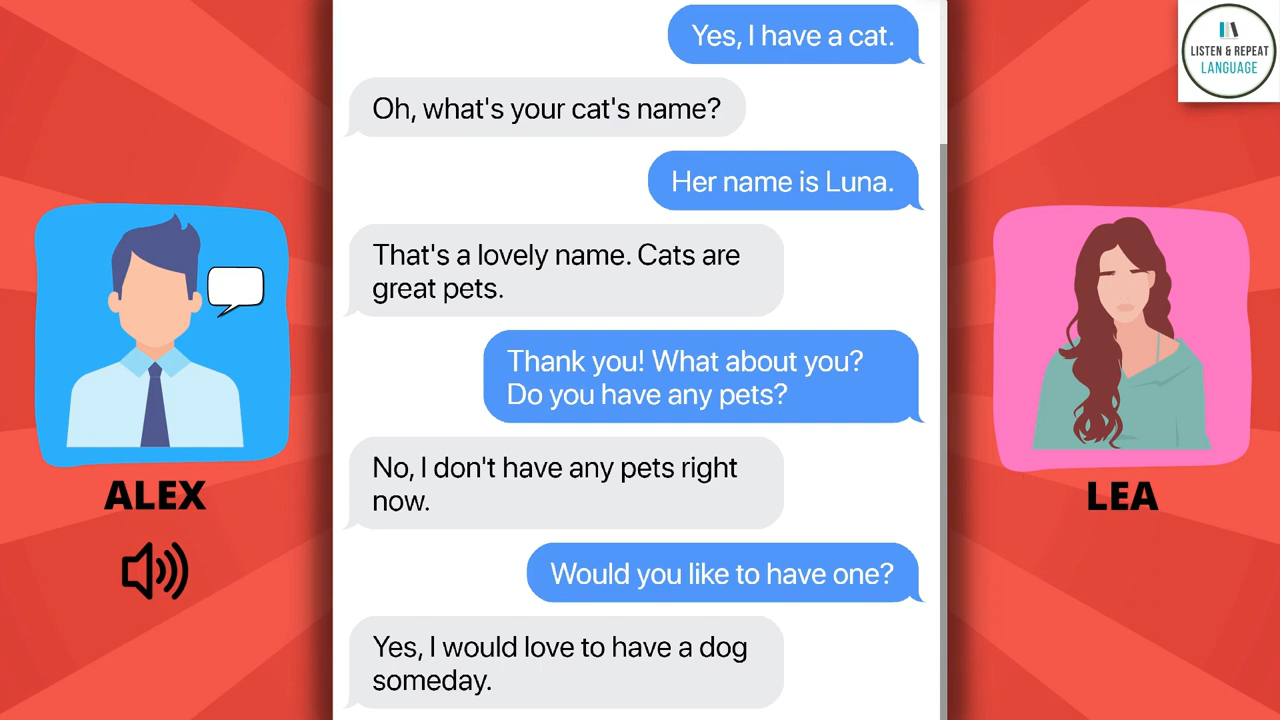 Yes, I have a cat.
LISTEN & REPEAT
LANGUAGE
Oh, what's your cat's name?
Her name is Luna.
That's a lovely name. Cats are
great pets.
Thank you! What about you?
Do you have any pets?
No, I don't have any pets right
now.
ALEX
LEA
Would you like to have one?
Yes, I would love to have a dog
someday.